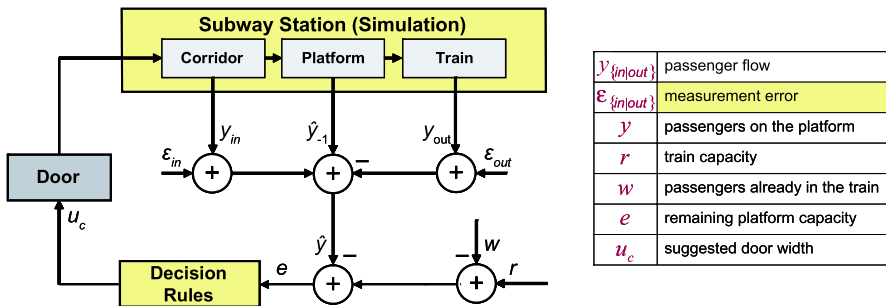 Subway Station (Simulation)
Corridor
Platform
Train
y_in
ŷ_-1
y_out
ε_in
+
+
−
+
ε_out
Door
u_c
ŷ
w
−
Decision
Rules
e
+
−
+
r
y_{in|out} passenger flow
ε_{in|out} measurement error
y passengers on the platform
r train capacity
w passengers already in the train
e remaining platform capacity
u_c suggested door width